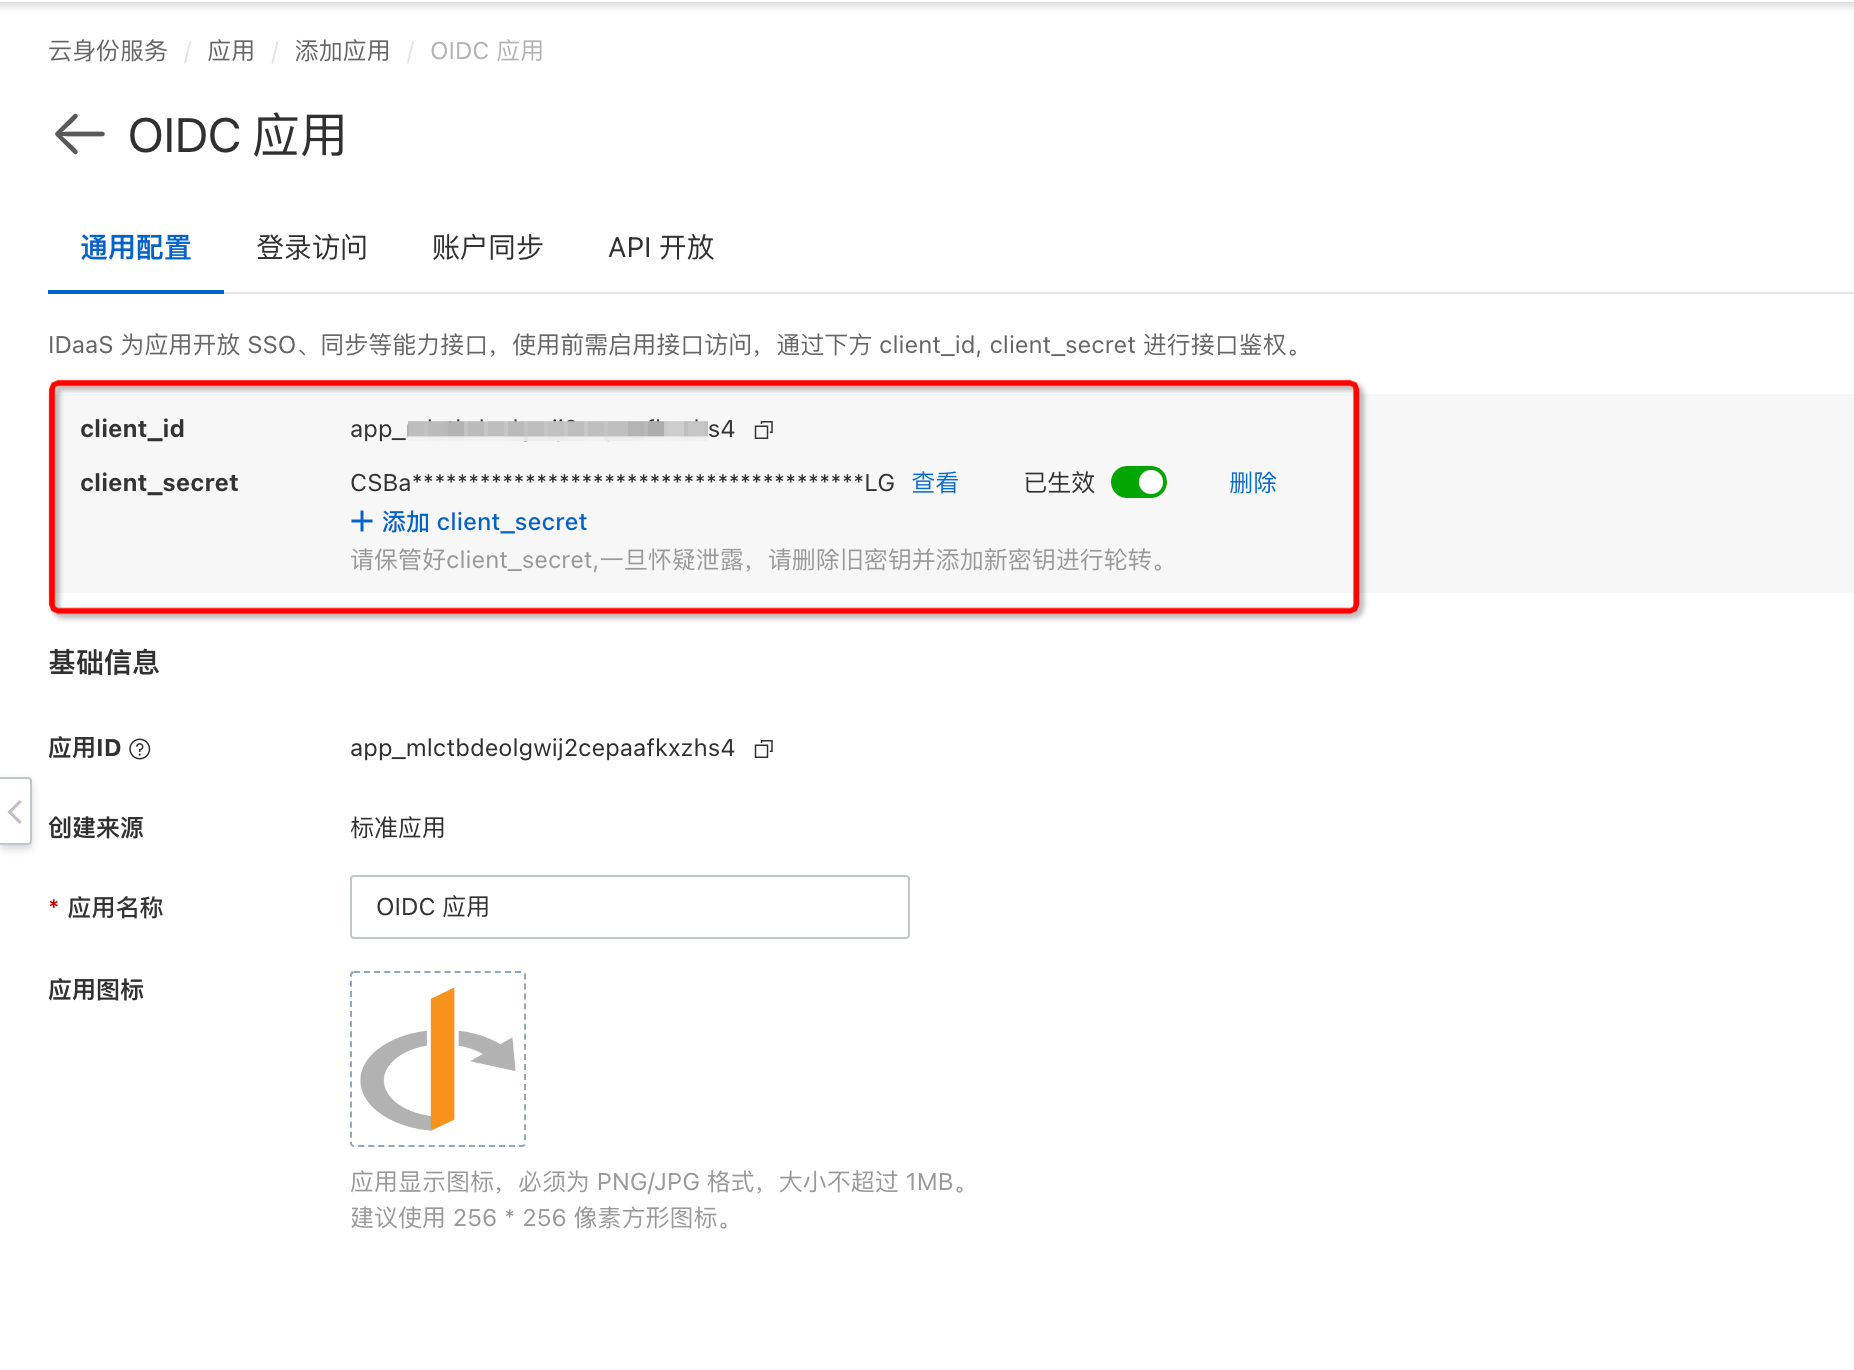 云身份服务 / 应用 / 添加应用 / OIDC 应用
OIDC 应用
通用配置 登录访问 账户同步 API 开放
IDaaS 为应用开放 SSO、同步等能力接口，使用前需启用接口访问，通过下方 client_id, client_secret 进行接口鉴权。
client_id app_ s4
client_secret CSBa****************************************LG 查看 已生效 删除
+ 添加 client_secret
请保管好client_secret,一旦怀疑泄露，请删除旧密钥并添加新密钥进行轮转。
基础信息
应用ID ? app_mlctbdeolgwij2cepaafkxzhs4
创建来源 标准应用
* 应用名称 OIDC 应用
应用图标
应用显示图标，必须为 PNG/JPG 格式，大小不超过 1MB。
建议使用 256 * 256 像素方形图标。